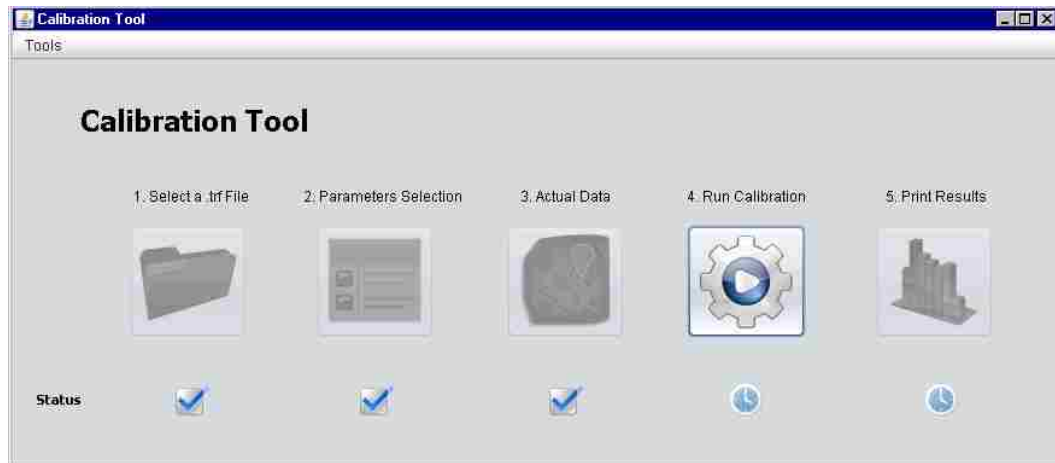 Calibration Tool
Tools
Calibration Tool
1. Select a .trf File
2. Parameters Selection
3. Actual Data
4. Run Calibration
5. Print Results
Status